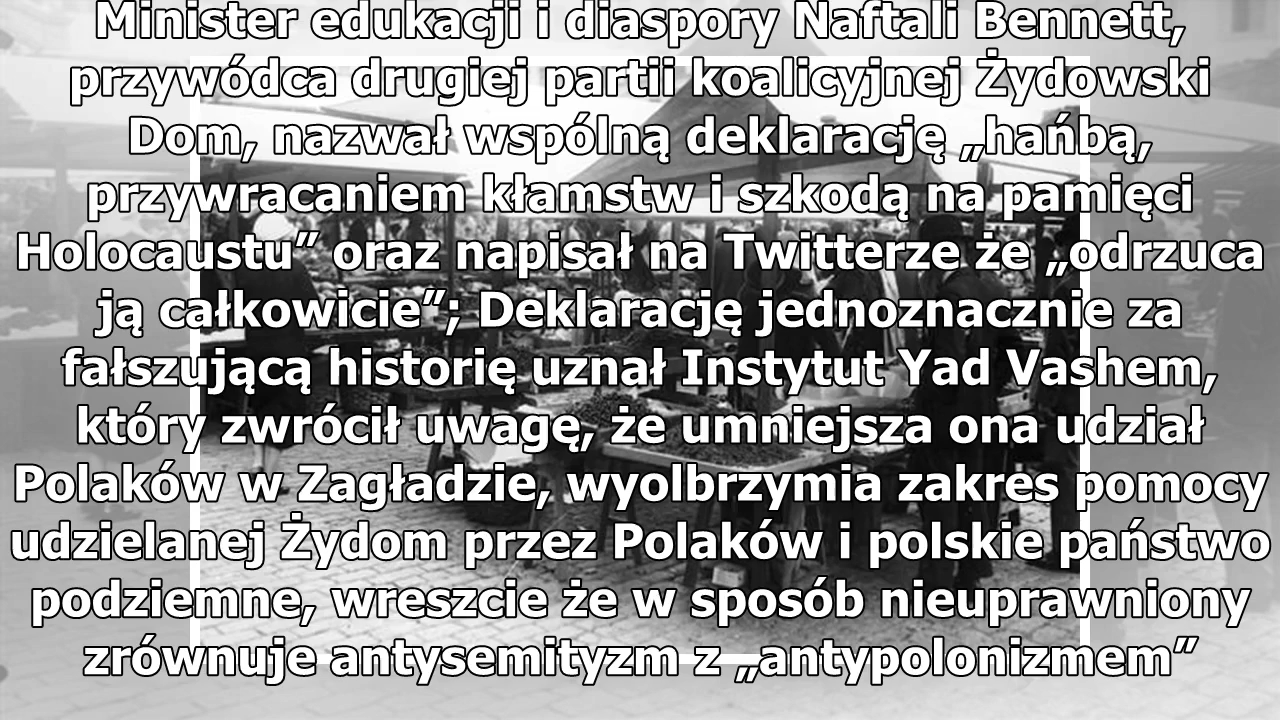 Minister edukacji i diaspory Naftali Bennett,
przywódca drugiej partii koalicyjnej Żydowski
Dom, nazwał wspólną deklarację „hańbą,
przywracaniem kłamstw i szkodą na pamięci
Holocaustu” oraz napisał na Twitterze że „odrzuca
ją całkowicie”; Deklarację jednoznacznie za
fałszującą historię uznał Instytut Yad Vashem,
który zwrócił uwagę, że umniejsza ona udział
Polaków w Zagładzie, wyolbrzymia zakres pomocy
udzielanej Żydom przez Polaków i polskie państwo
podziemne, wreszcie że w sposób nieuprawniony
zrównuje antysemityzm z „antypolonizmem”